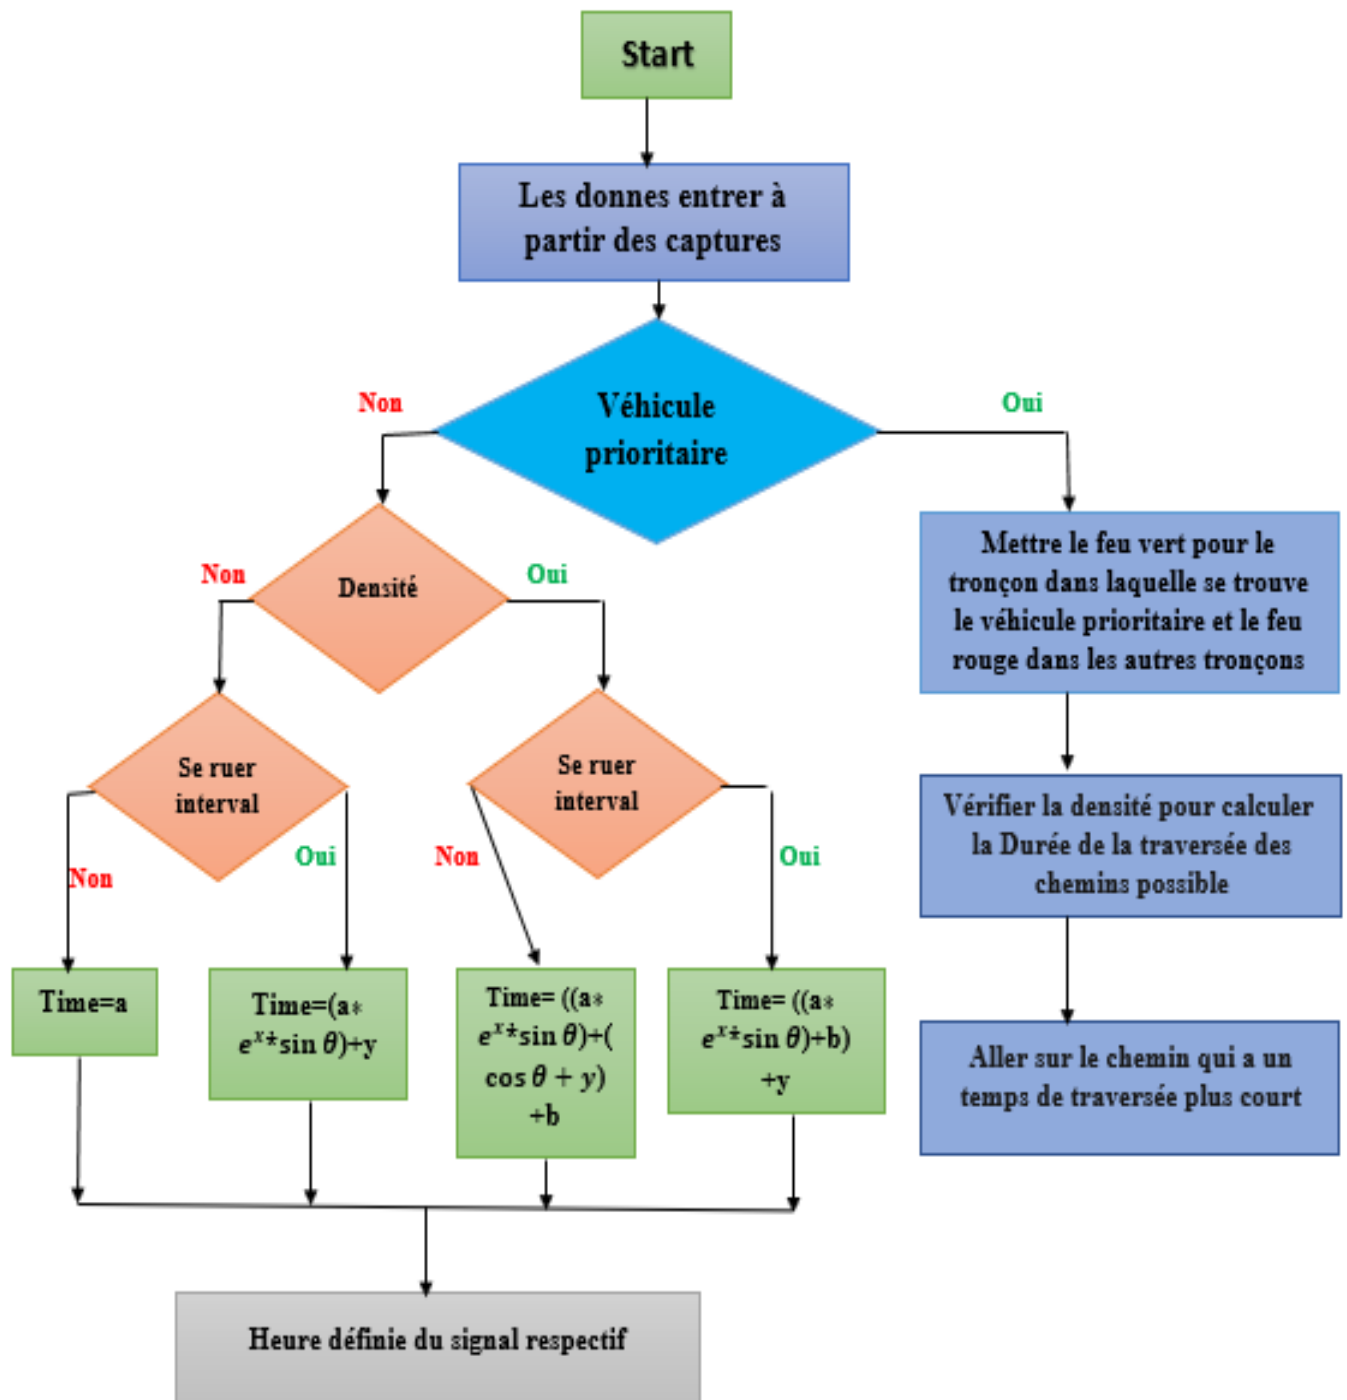 Start
Les donnes entrer à
partir des captures
Non
Véhicule
prioritaire
Oui
Non
Densité
Oui
Mettre le feu vert pour le
tronçon dans laquelle se trouve
le véhicule prioritaire et le feu
rouge dans les autres tronçons
Se ruer
interval
Se ruer
interval
Non
Oui
Non
Oui
Vérifier la densité pour calculer
la Durée de la traversée des
chemins possible
Time=a
Time=(a*
e^{x*}sin θ)+y
Time= ((a*
e^{x*}sin θ)+(
cos θ + y)
+b
Time= ((a*
e^{x*}sin θ)+b)
+y
Aller sur le chemin qui a un
temps de traversée plus court
Heure définie du signal respectif